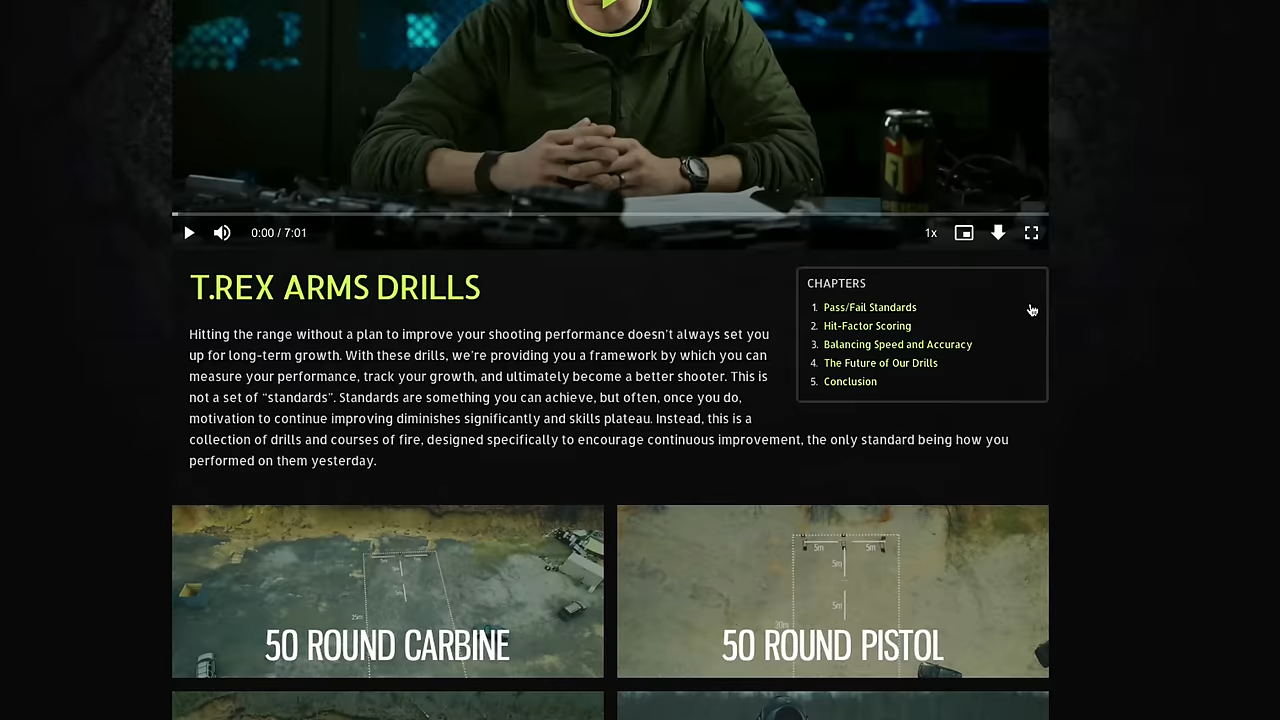 0:00 / 7:01
1x
T.REX ARMS DRILLS
Hitting the range without a plan to improve your shooting performance doesn't always set you
up for long-term growth. With these drills, we're providing you a framework by which you can
measure your performance, track your growth, and ultimately become a better shooter. This is
not a set of “standards”. Standards are something you can achieve, but often, once you do,
motivation to continue improving diminishes significantly and skills plateau. Instead, this is a
collection of drills and courses of fire, designed specifically to encourage continuous improvement, the only standard being how you
performed on them yesterday.
CHAPTERS
1. Pass/Fail Standards
2. Hit-Factor Scoring
3. Balancing Speed and Accuracy
4. The Future of Our Drills
5. Conclusion
25m
50 ROUND CARBINE
5m 5m
5m
5m
20m
50 ROUND PISTOL